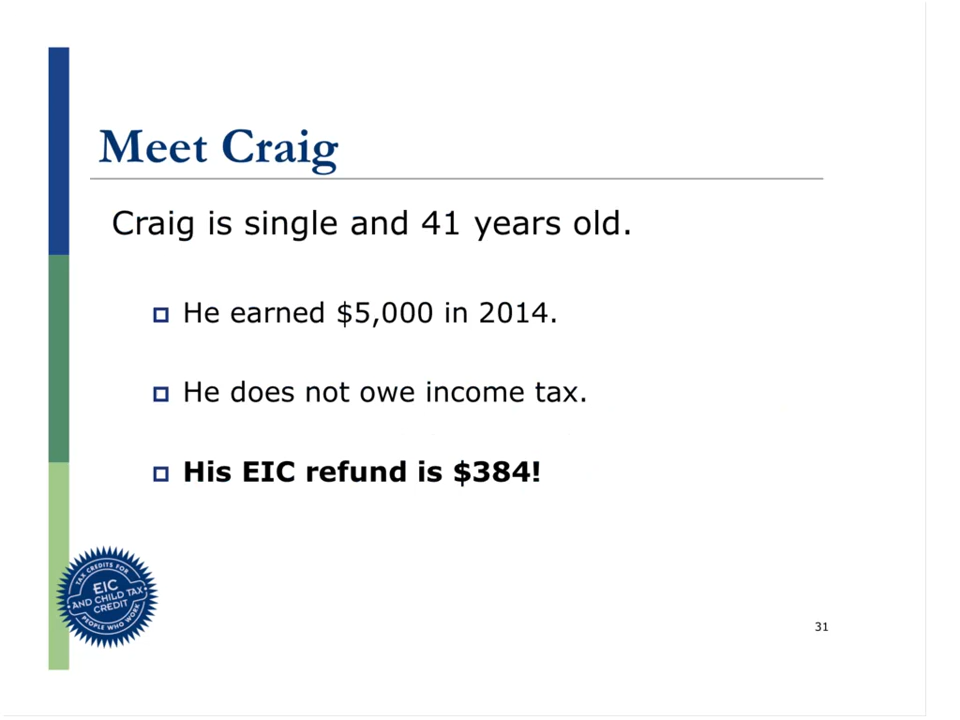 Meet Craig
Craig is single and 41 years old.
He earned $5,000 in 2014.
He does not owe income tax.
His EIC refund is $384!
TAX CREDITS FOR
EIC
AND CHILD TAX
CREDIT
PEOPLE WHO WORK
31